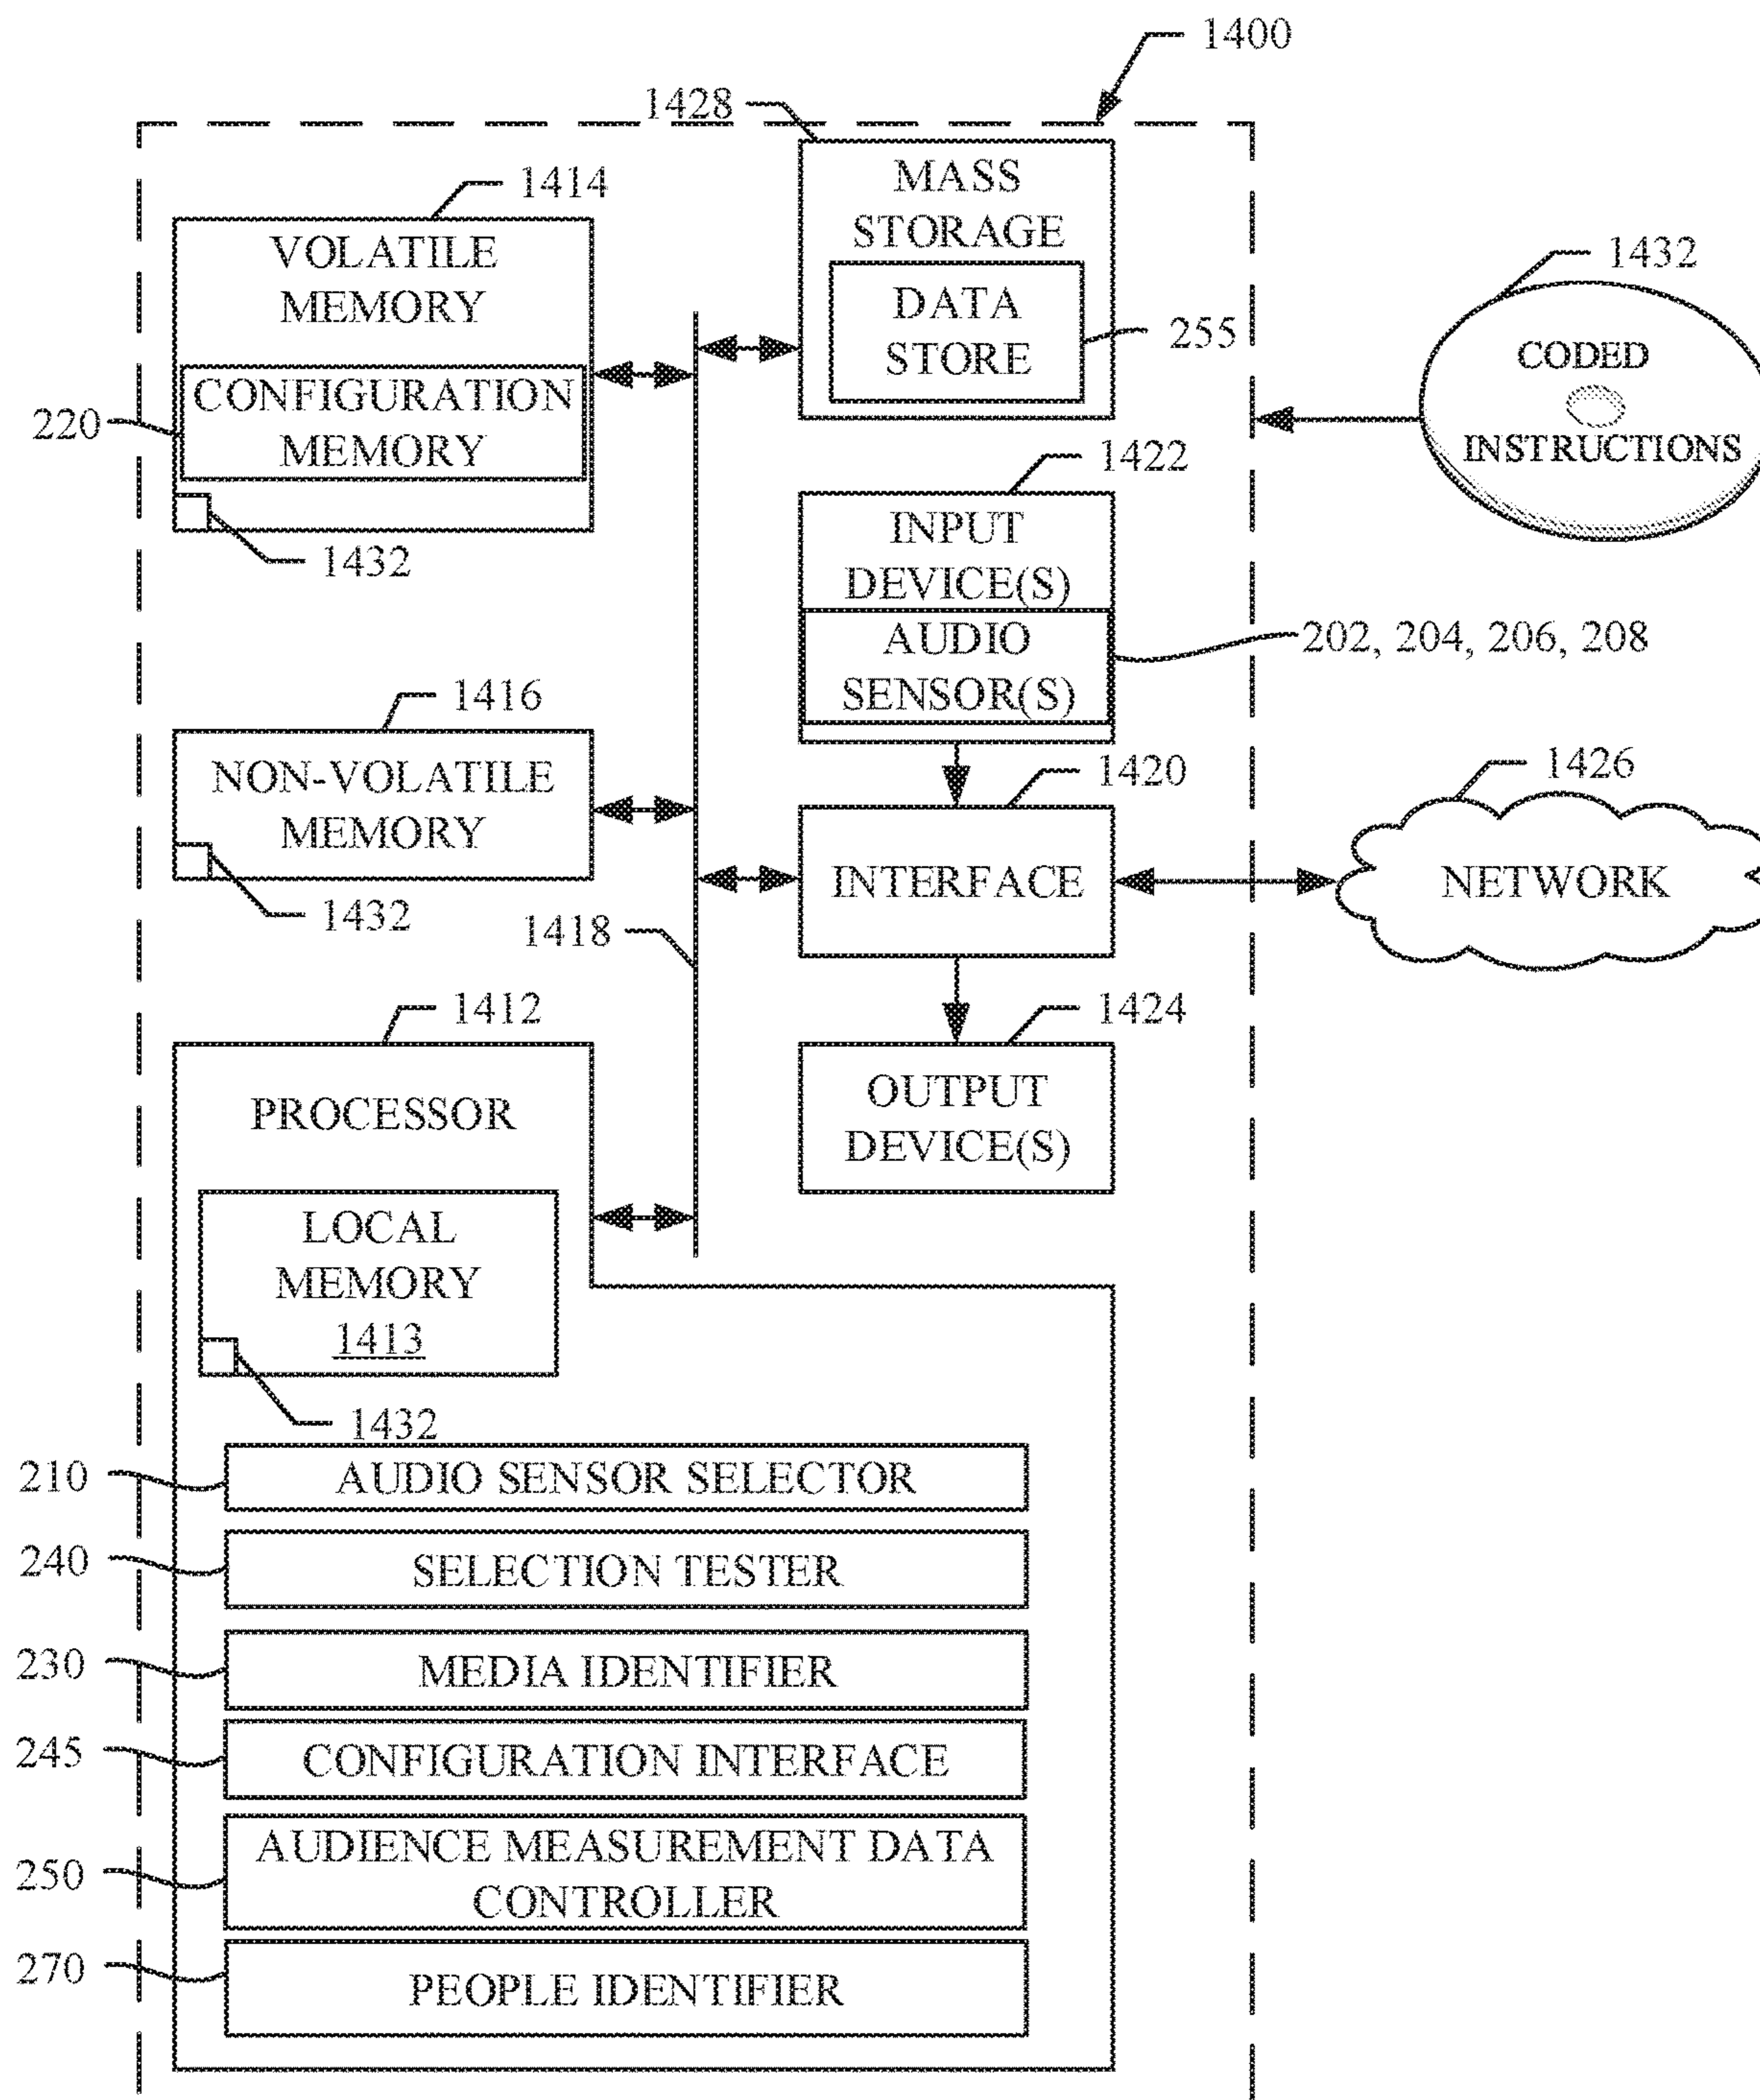 1400
1428
MASS
STORAGE
DATA
STORE
255
1414
VOLATILE
MEMORY
CONFIGURATION
MEMORY
220
1432
1432
CODED
INSTRUCTIONS
1422
INPUT
DEVICE(S)
AUDIO
SENSOR(S)
202, 204, 206, 208
1416
NON-VOLATILE
MEMORY
1432
1418
1420
INTERFACE
1426
NETWORK
1424
OUTPUT
DEVICE(S)
1412
PROCESSOR
LOCAL
MEMORY
1413
1432
210
AUDIO SENSOR SELECTOR
240
SELECTION TESTER
230
MEDIA IDENTIFIER
245
CONFIGURATION INTERFACE
250
AUDIENCE MEASUREMENT DATA
CONTROLLER
270
PEOPLE IDENTIFIER